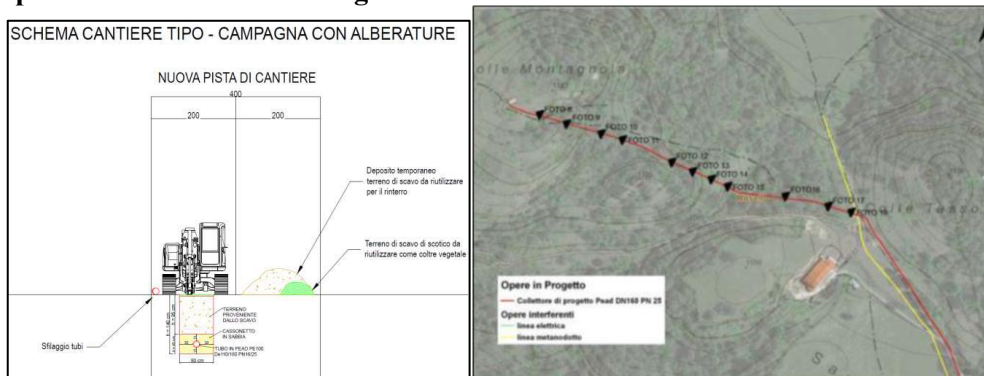 SCHEMA CANTIERE TIPO - CAMPAGNA CON ALBERATURE
NUOVA PISTA DI CANTIERE
400
200
200
Deposito temporaneo
terreno di scavo da riutilizzare
per il rinterro
Terreno di scavo di scotico da
riutilizzare come coltre vegetale
Sfilaggio tubi
TERRENO
PROVENIENTE
DALLO SCAVO
CASSONETTO
IN SABBIA
TUBO IN PEAD PE100
60 cm
olle Montagnola
FOTO 8
FOTO 9
FOTO 10
FOTO 11
FOTO 12
FOTO 13
FOTO 14
FOTO 15
FOTO 16
FOTO 17
FOTO 18
Colle Tasso
Opere in Progetto
Collettore di progetto Pead DN160 PN 25
Opere interferenti
linea elettrica
linea metanodotto
S a